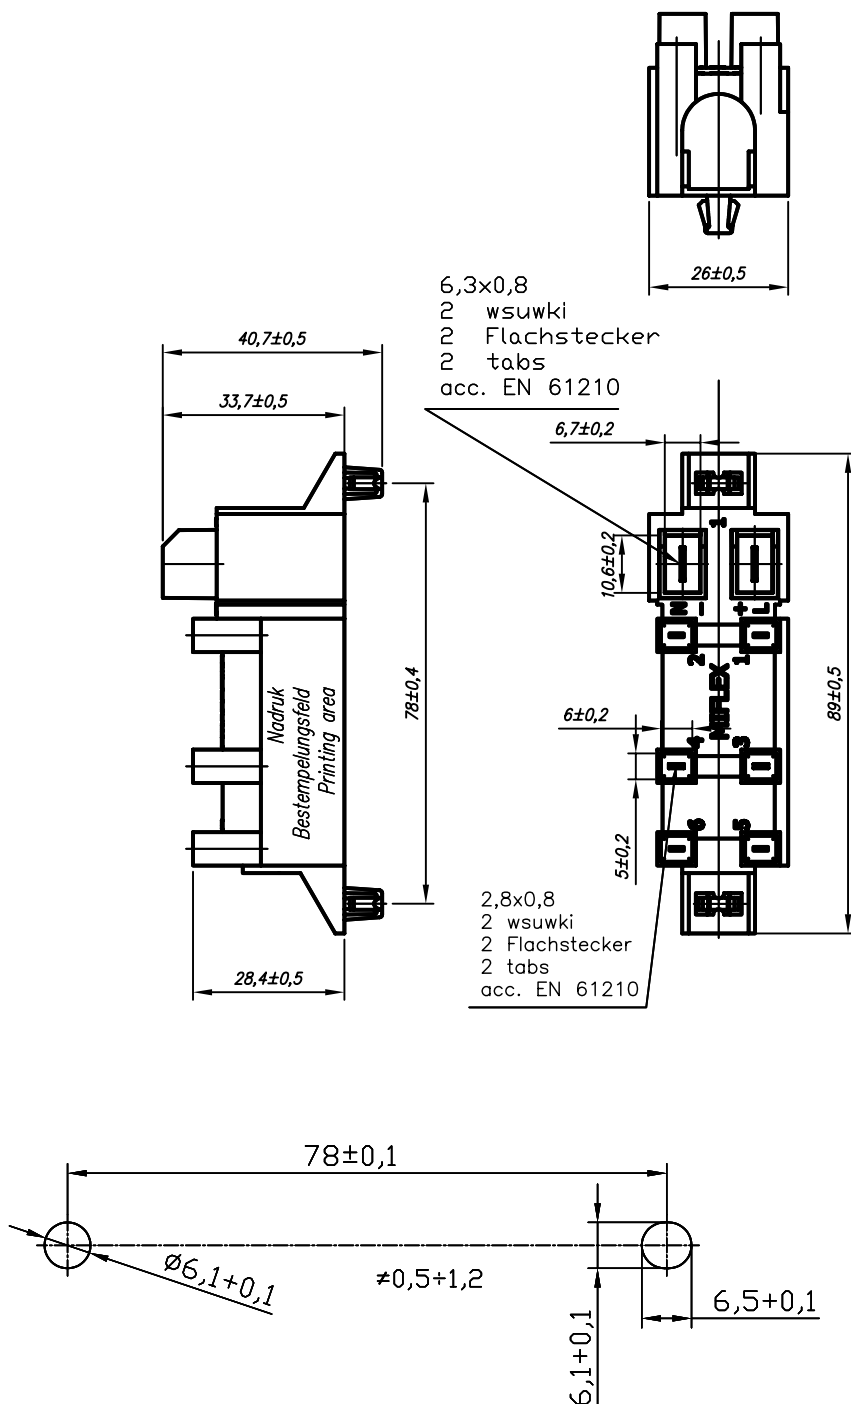 26±0,5
6,3x0,8
2 wsuwki
2 Flachstecker
2 tabs
acc. EN 61210
40,7±0,5
33,7±0,5
6,7±0,2
10,6±0,2
1
N - + L
2 1
MIFLEX
4 3
6 5
78±0,4
89±0,5
6±0,2
5±0,2
Nadruk
Bestempelungsfeld
Printing area
28,4±0,5
2,8x0,8
2 wsuwki
2 Flachstecker
2 tabs
acc. EN 61210
78±0,1
Ø6,1+0,1
≠0,5÷1,2
6,1+0,1
6,5+0,1